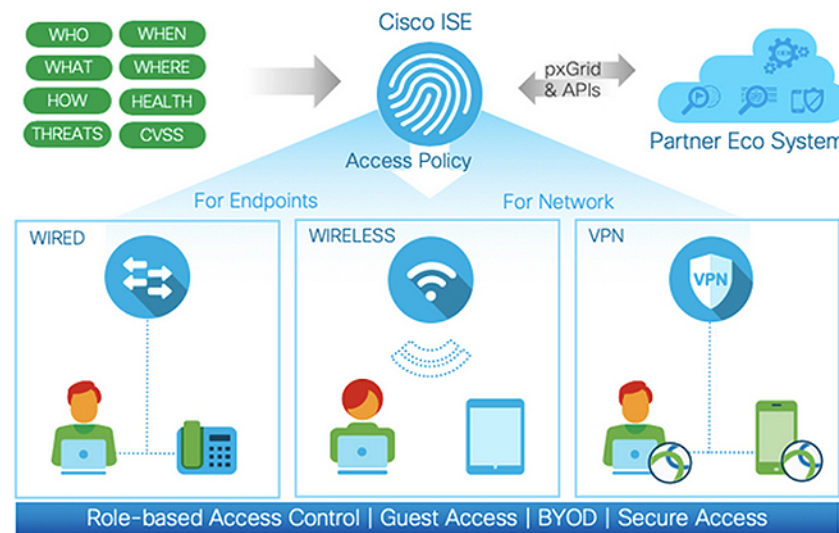 Cisco ISE
WHO
WHEN
WHAT
WHERE
HOW
HEALTH
THREATS
CVSS
pxGrid
& APIs
Partner Eco System
Access Policy
For Endpoints
For Network
WIRED
WIRELESS
VPN
VPN
Role-based Access Control | Guest Access | BYOD | Secure Access